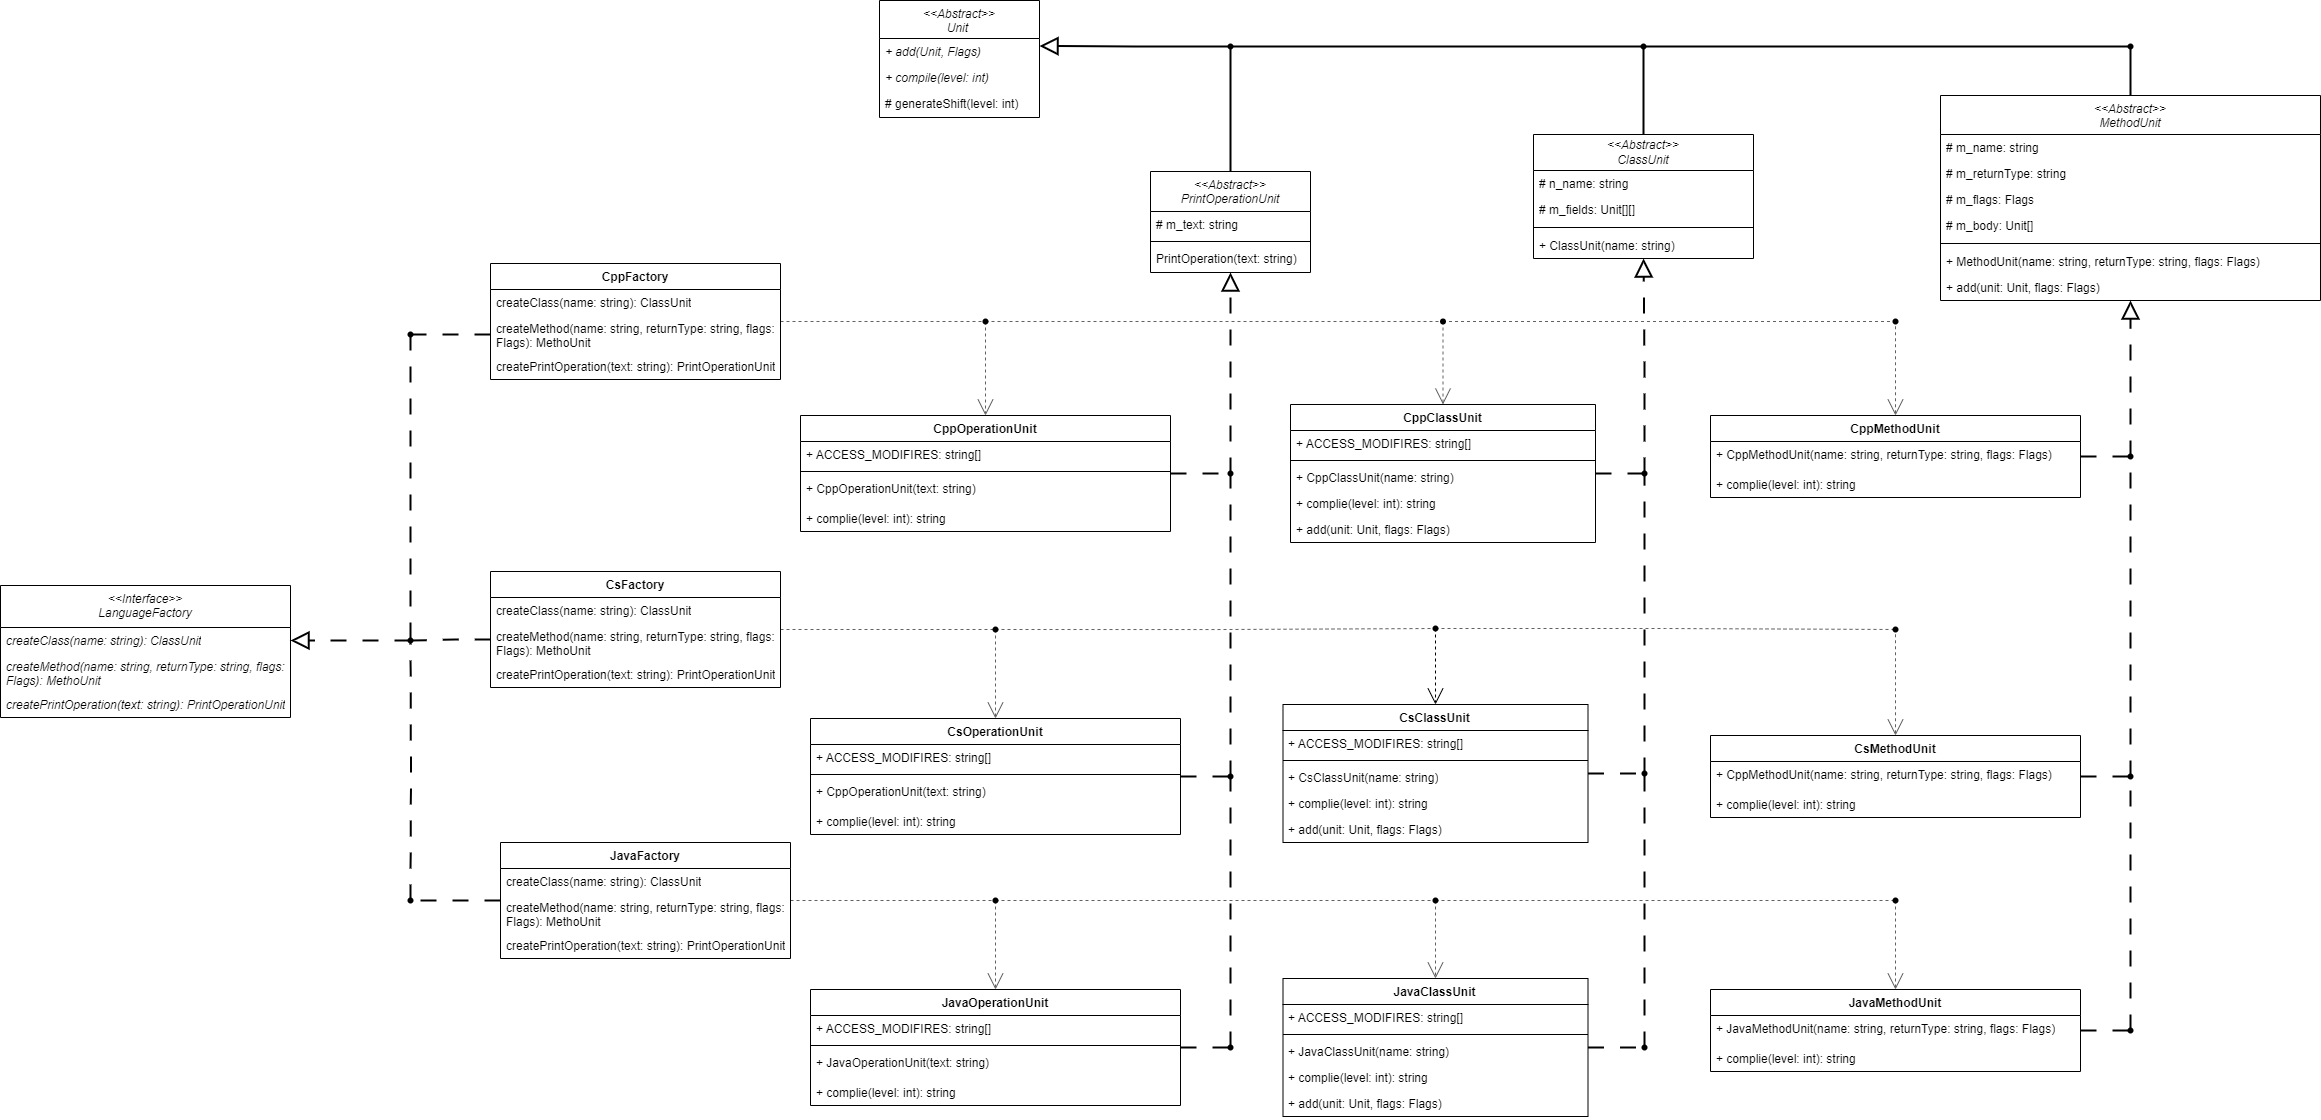 <<Abstract>>
Unit
+ add(Unit, Flags)
+ compile(level: int)
# generateShift(level: int)
<<Abstract>>
PrintOperationUnit
# m_text: string
PrintOperation(text: string)
<<Abstract>>
ClassUnit
# n_name: string
# m_fields: Unit[][]
+ ClassUnit(name: string)
<<Abstract>>
MethodUnit
# m_name: string
# m_returnType: string
# m_flags: Flags
# m_body: Unit[]
+ MethodUnit(name: string, returnType: string, flags: Flags)
+ add(unit: Unit, flags: Flags)
CppFactory
createClass(name: string): ClassUnit
createMethod(name: string, returnType: string, flags:
Flags): MethoUnit
createPrintOperation(text: string): PrintOperationUnit
CppOperationUnit
+ ACCESS_MODIFIRES: string[]
+ CppOperationUnit(text: string)
+ complie(level: int): string
CppClassUnit
+ ACCESS_MODIFIRES: string[]
+ CppClassUnit(name: string)
+ complie(level: int): string
+ add(unit: Unit, flags: Flags)
CppMethodUnit
+ CppMethodUnit(name: string, returnType: string, flags: Flags)
+ complie(level: int): string
<<Interface>>
LanguageFactory
createClass(name: string): ClassUnit
createMethod(name: string, returnType: string, flags:
Flags): MethoUnit
createPrintOperation(text: string): PrintOperationUnit
CsFactory
createClass(name: string): ClassUnit
createMethod(name: string, returnType: string, flags:
Flags): MethoUnit
createPrintOperation(text: string): PrintOperationUnit
CsOperationUnit
+ ACCESS_MODIFIRES: string[]
+ CppOperationUnit(text: string)
+ complie(level: int): string
CsClassUnit
+ ACCESS_MODIFIRES: string[]
+ CsClassUnit(name: string)
+ complie(level: int): string
+ add(unit: Unit, flags: Flags)
CsMethodUnit
+ CppMethodUnit(name: string, returnType: string, flags: Flags)
+ complie(level: int): string
JavaFactory
createClass(name: string): ClassUnit
createMethod(name: string, returnType: string, flags:
Flags): MethoUnit
createPrintOperation(text: string): PrintOperationUnit
JavaOperationUnit
+ ACCESS_MODIFIRES: string[]
+ JavaOperationUnit(text: string)
+ complie(level: int): string
JavaClassUnit
+ ACCESS_MODIFIRES: string[]
+ JavaClassUnit(name: string)
+ complie(level: int): string
+ add(unit: Unit, flags: Flags)
JavaMethodUnit
+ JavaMethodUnit(name: string, returnType: string, flags: Flags)
+ complie(level: int): string